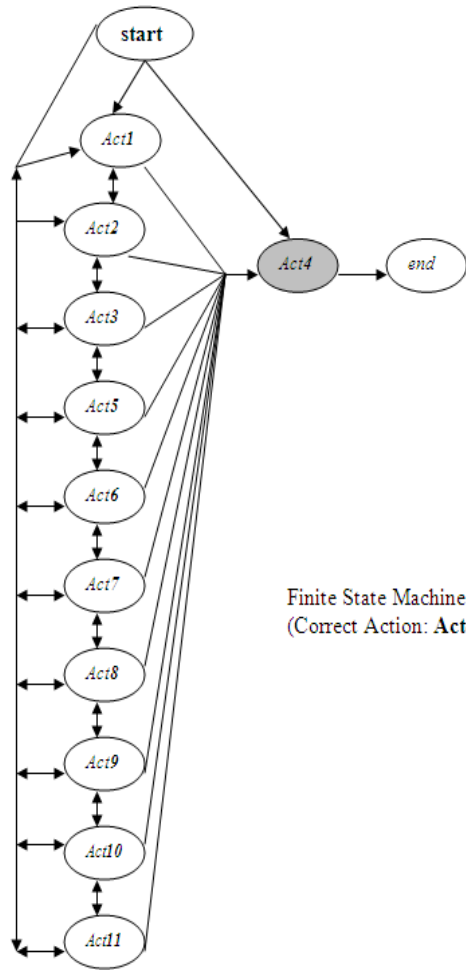 start
Act1
Act2
Act4
end
Act3
Act5
Act6
Act7
Finite State Machine
(Correct Action: Act
Act8
Act9
Act10
Act11